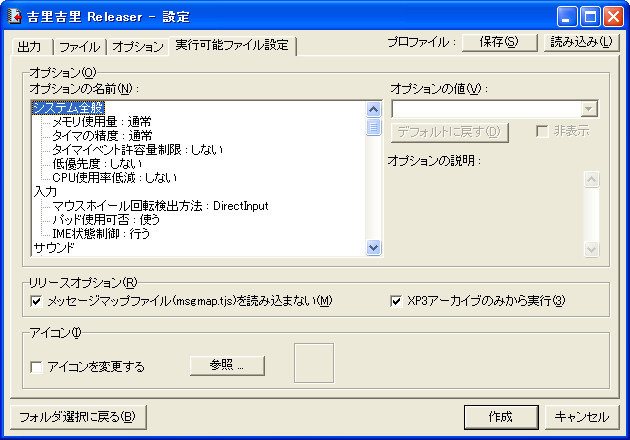 吉里吉里 Releaser − 設定
出力 ファイル オプション 実行可能ファイル設定 プロファイル： 保存(S) 読み込み(L)
オプション(O)
オプションの名前(N)：
システム全般
メモリ使用量：通常
タイマの精度：通常
タイマイベント許容量制限：しない
低優先度：しない
CPU使用率低減：しない
入力
マウスホイール回転検出方法：DirectInput
パッド使用可否：使う
IME状態制御：行う
サウンド
オプションの値(V)：
デフォルトに戻す(D) 非表示
オプションの説明：
リリースオプション(R)
メッセージマップファイル(msgmap.tjs)を読み込まない(M) XP3アーカイブのみから実行(3)
アイコン(I)
アイコンを変更する 参照 ...
フォルダ選択に戻る(B) 作成 キャンセル